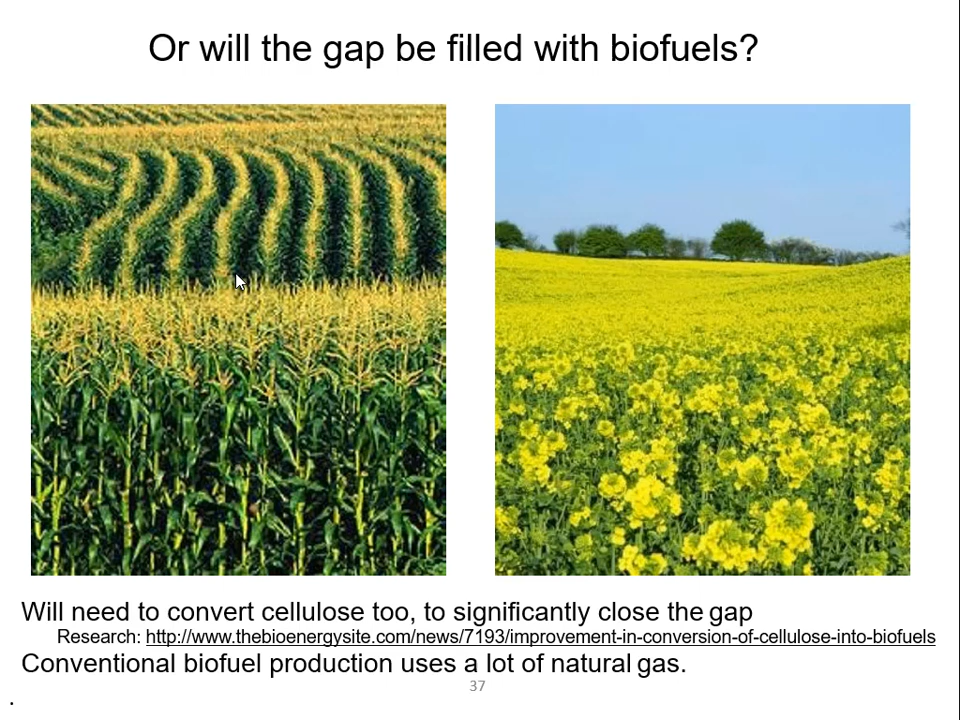 Or will the gap be filled with biofuels?
Will need to convert cellulose too, to significantly close the gap
Research: http://www.thebioenergysite.com/news/7193/improvement-in-conversion-of-cellulose-into-biofuels
Conventional biofuel production uses a lot of natural gas.
37
.